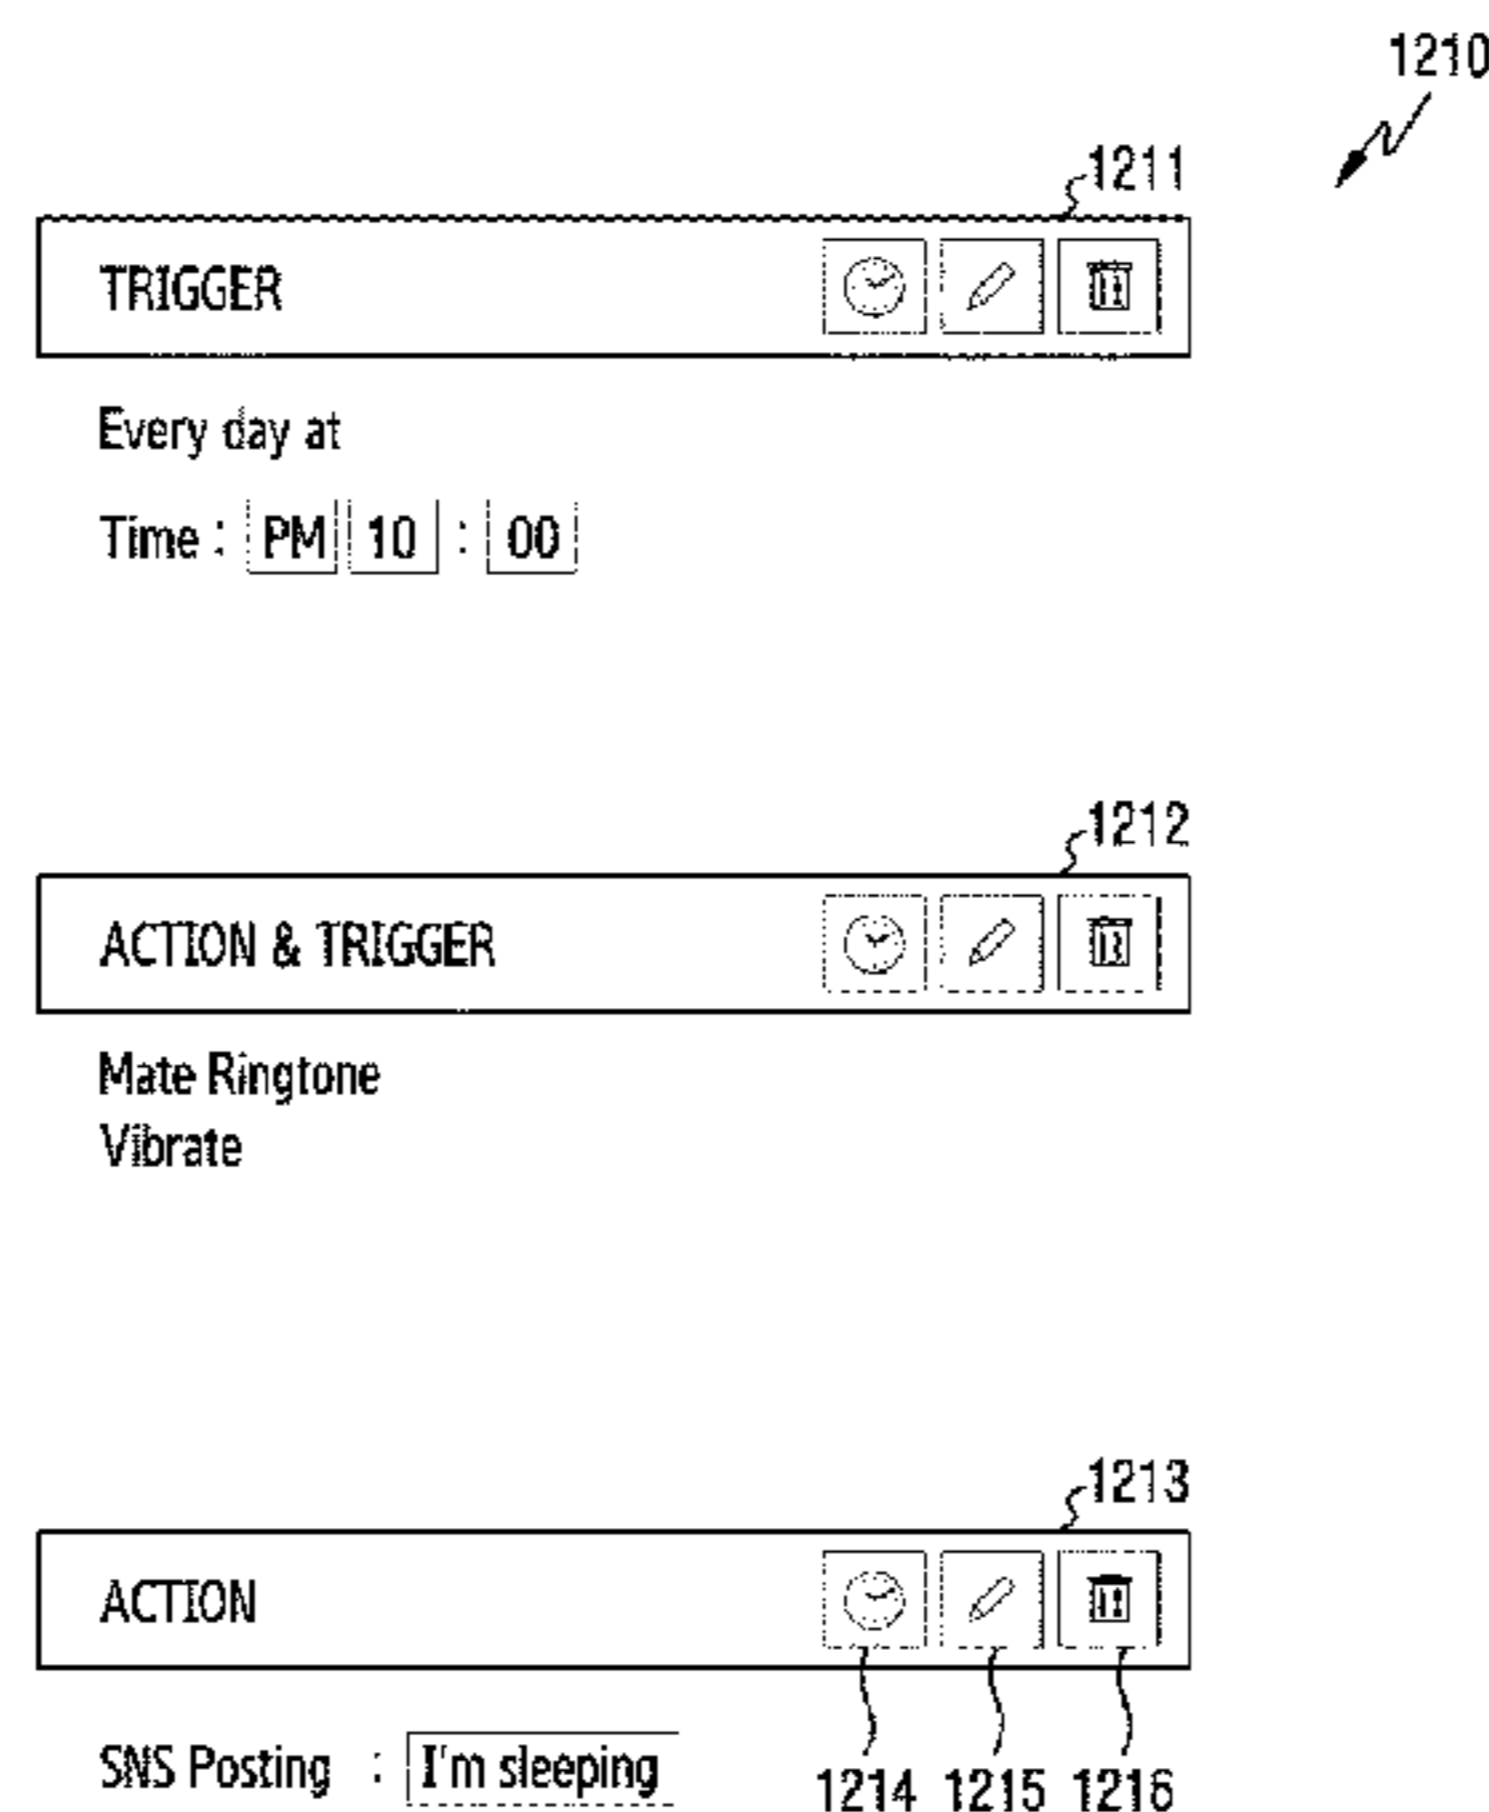 1210
1211
TRIGGER
Every day at
Time : PM 10 : 00
1212
ACTION & TRIGGER
Mate Ringtone
Vibrate
1213
ACTION
SNS Posting : I'm sleeping
1214 1215 1216